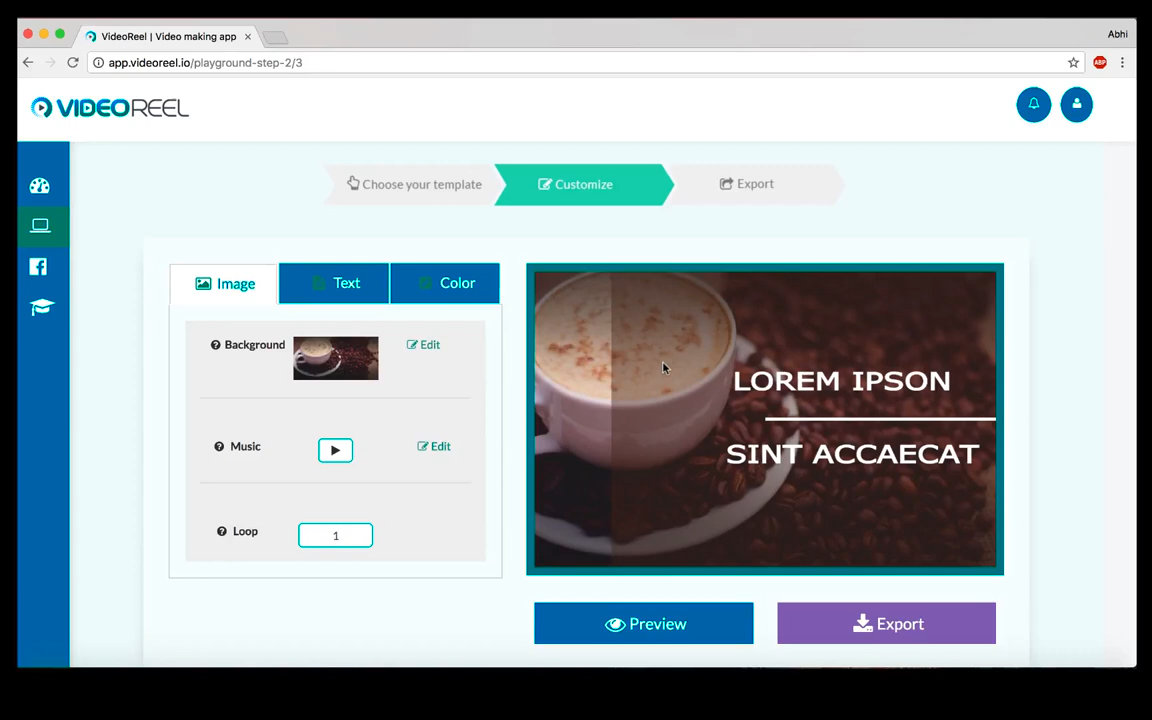 VideoReel | Video making app
Abhi
app.videoreel.io/playground-step-2/3
ABP
VIDEOREEL
Choose your template
Customize
Export
Image
Text
Color
Background
Edit
Music
Edit
Loop
1
LOREM IPSON
SINT ACCAECAT
Preview
Export